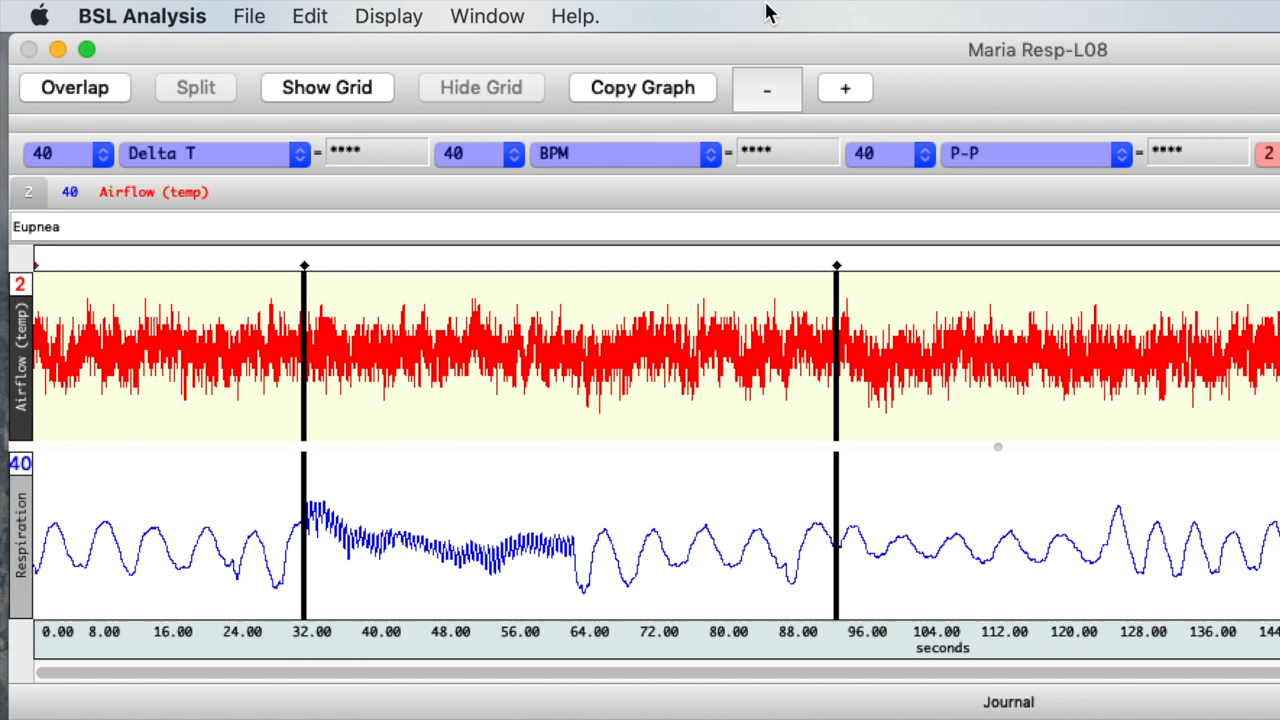 BSL Analysis File Edit Display Window Help.
Maria Resp-L08
Overlap Split Show Grid Hide Grid Copy Graph - +
40 Delta T = **** 40 BPM = **** 40 P-P = **** 2
2 40 Airflow (temp)
Eupnea
2
Airflow (temp)
40
Respiration
0.00 8.00 16.00 24.00 32.00 40.00 48.00 56.00 64.00 72.00 80.00 88.00 96.00 104.00 112.00 120.00 128.00 136.00 144
seconds
Journal